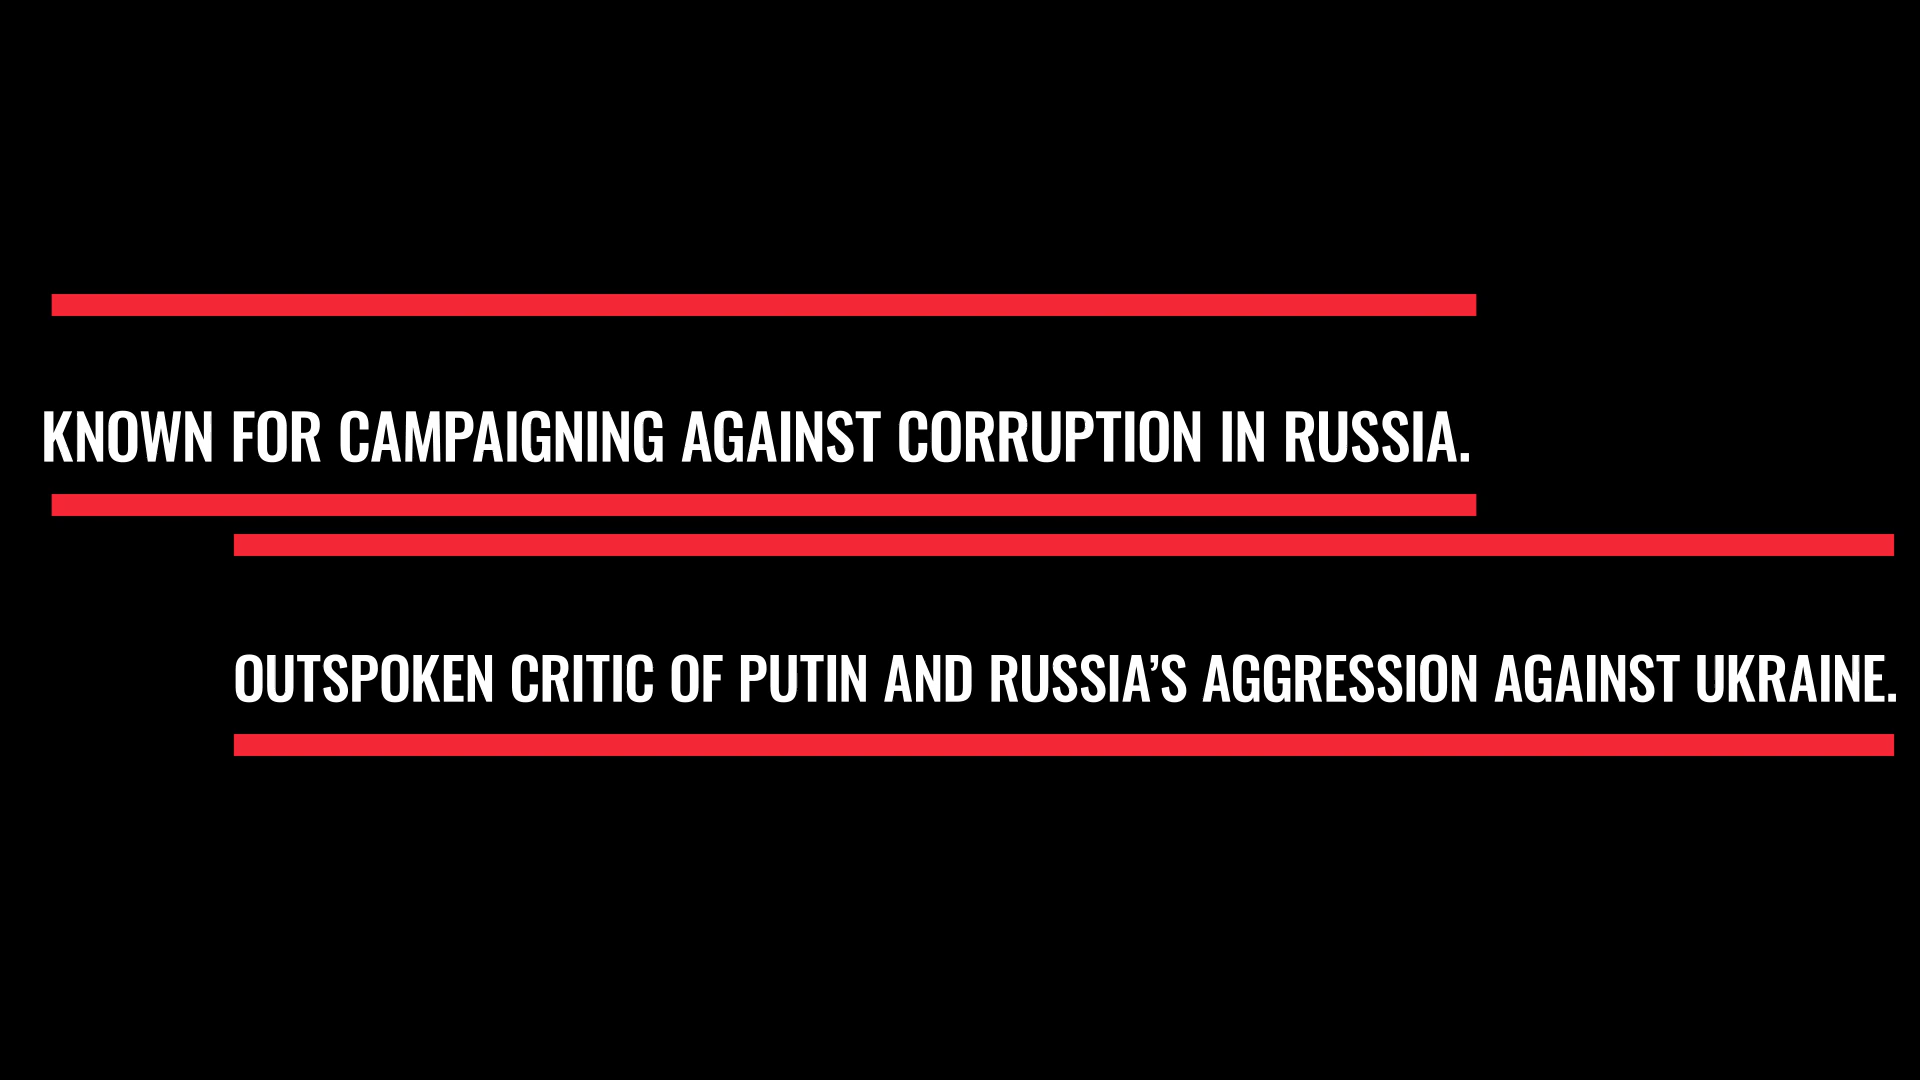 KNOWN FOR CAMPAIGNING AGAINST CORRUPTION IN RUSSIA.
OUTSPOKEN CRITIC OF PUTIN AND RUSSIA’S AGGRESSION AGAINST UKRAINE.